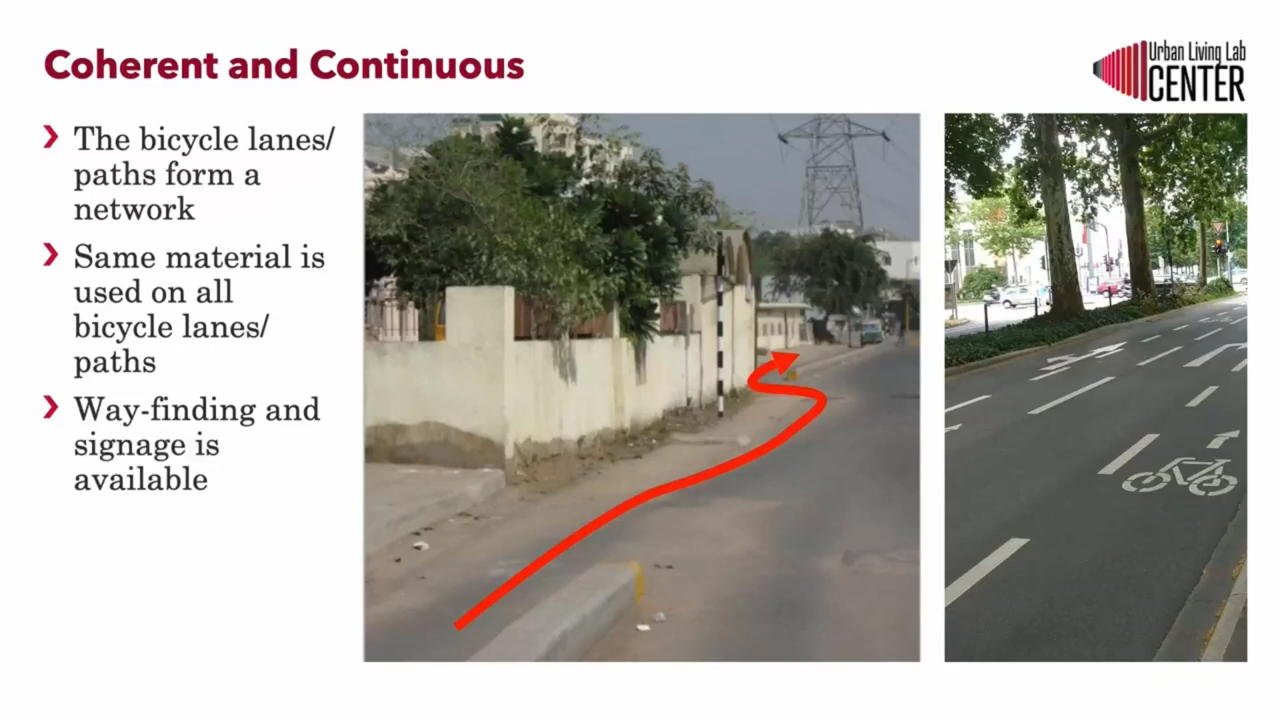 Coherent and Continuous
Urban Living Lab
CENTER
The bicycle lanes/
paths form a
network
Same material is
used on all
bicycle lanes/
paths
Way-finding and
signage is
available